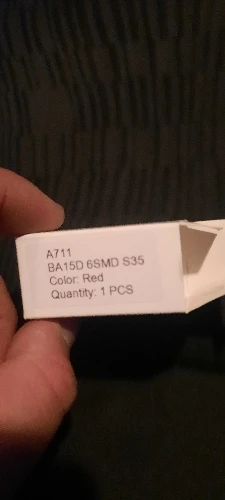 A711
BA15D 6SMD S35
Color: Red
Quantity: 1 PCS